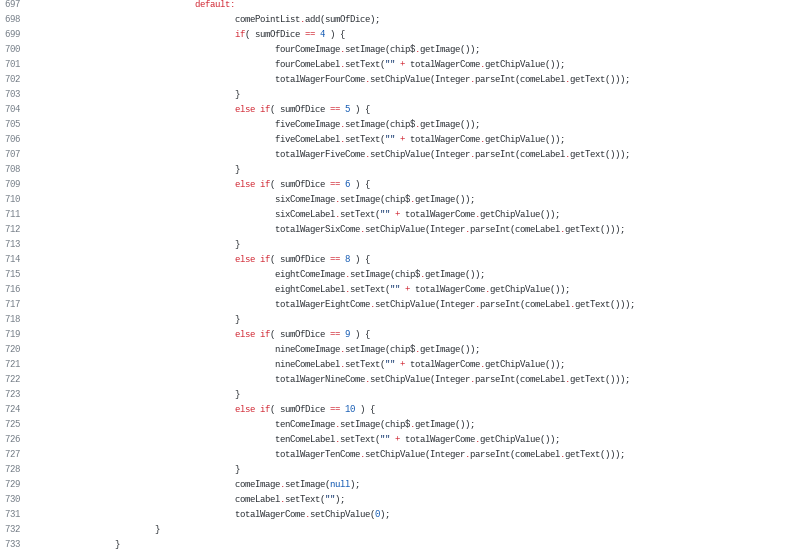 697 default:
698 comePointList.add(sumOfDice);
699 if( sumOfDice == 4 ) {
700 fourComeImage.setImage(chip$.getImage());
701 fourComeLabel.setText("" + totalWagerCome.getChipValue());
702 totalWagerFourCome.setChipValue(Integer.parseInt(comeLabel.getText()));
703 }
704 else if( sumOfDice == 5 ) {
705 fiveComeImage.setImage(chip$.getImage());
706 fiveComeLabel.setText("" + totalWagerCome.getChipValue());
707 totalWagerFiveCome.setChipValue(Integer.parseInt(comeLabel.getText()));
708 }
709 else if( sumOfDice == 6 ) {
710 sixComeImage.setImage(chip$.getImage());
711 sixComeLabel.setText("" + totalWagerCome.getChipValue());
712 totalWagerSixCome.setChipValue(Integer.parseInt(comeLabel.getText()));
713 }
714 else if( sumOfDice == 8 ) {
715 eightComeImage.setImage(chip$.getImage());
716 eightComeLabel.setText("" + totalWagerCome.getChipValue());
717 totalWagerEightCome.setChipValue(Integer.parseInt(comeLabel.getText()));
718 }
719 else if( sumOfDice == 9 ) {
720 nineComeImage.setImage(chip$.getImage());
721 nineComeLabel.setText("" + totalWagerCome.getChipValue());
722 totalWagerNineCome.setChipValue(Integer.parseInt(comeLabel.getText()));
723 }
724 else if( sumOfDice == 10 ) {
725 tenComeImage.setImage(chip$.getImage());
726 tenComeLabel.setText("" + totalWagerCome.getChipValue());
727 totalWagerTenCome.setChipValue(Integer.parseInt(comeLabel.getText()));
728 }
729 comeImage.setImage(null);
730 comeLabel.setText("");
731 totalWagerCome.setChipValue(0);
732 }
733 }